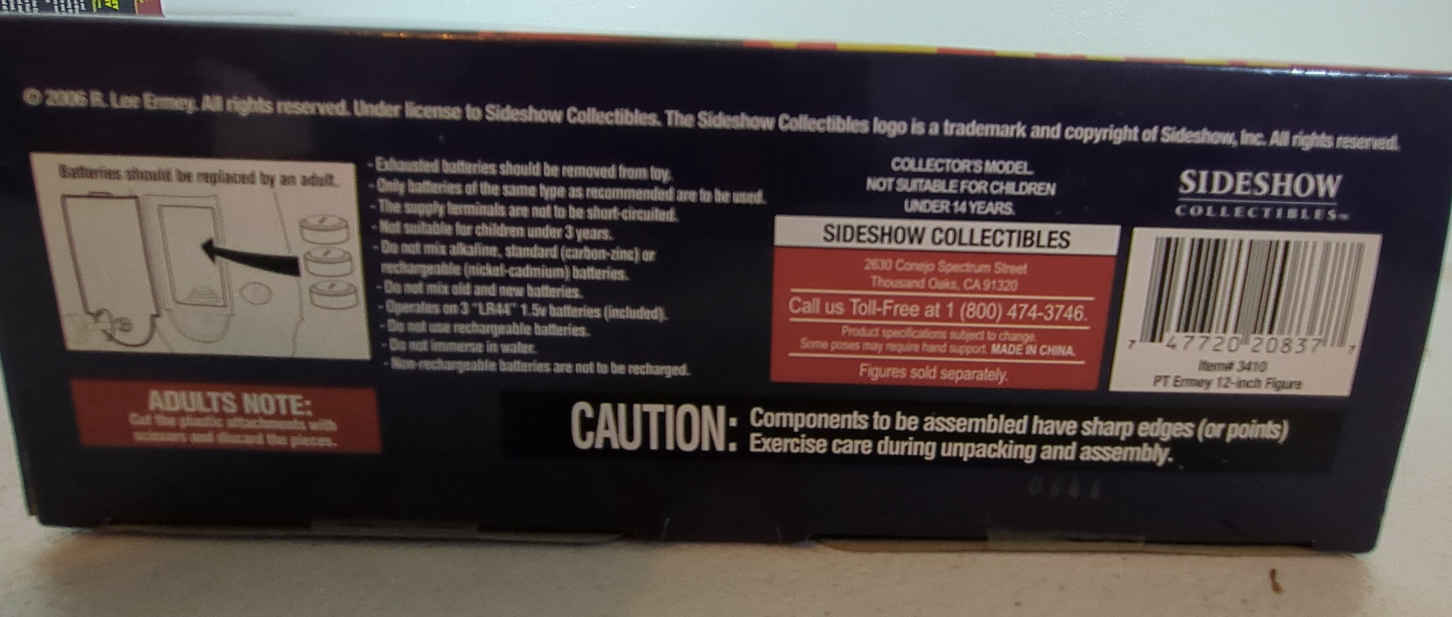 © 2006 R. Lee Ermey. All rights reserved. Under license to Sideshow Collectibles. The Sideshow Collectibles logo is a trademark and copyright of Sideshow, Inc. All rights reserved.
Batteries should be replaced by an adult.
- Exhausted batteries should be removed from toy.
- Only batteries of the same type as recommended are to be used.
- The supply terminals are not to be short-circuited.
- Not suitable for children under 3 years.
- Do not mix alkaline, standard (carbon-zinc) or
rechargeable (nickel-cadmium) batteries.
- Do not mix old and new batteries.
- Operates on 3 "LR44" 1.5v batteries (included).
- Do not use rechargeable batteries.
- Do not immerse in water.
- Non-rechargeable batteries are not to be recharged.
ADULTS NOTE:
Cut the plastic attachments with
scissors and discard the pieces.
COLLECTOR'S MODEL.
NOT SUITABLE FOR CHILDREN
UNDER 14 YEARS.
SIDESHOW COLLECTIBLES
2630 Conejo Spectrum Street
Thousand Oaks, CA 91320
Call us Toll-Free at 1 (800) 474-3746.
Product specifications subject to change.
Some poses may require hand support. MADE IN CHINA.
Figures sold separately.
SIDESHOW
COLLECTIBLES™
7 47720 20837 7
Item# 3410
PT Ermey 12-inch Figure
CAUTION: Components to be assembled have sharp edges (or points)
Exercise care during unpacking and assembly.